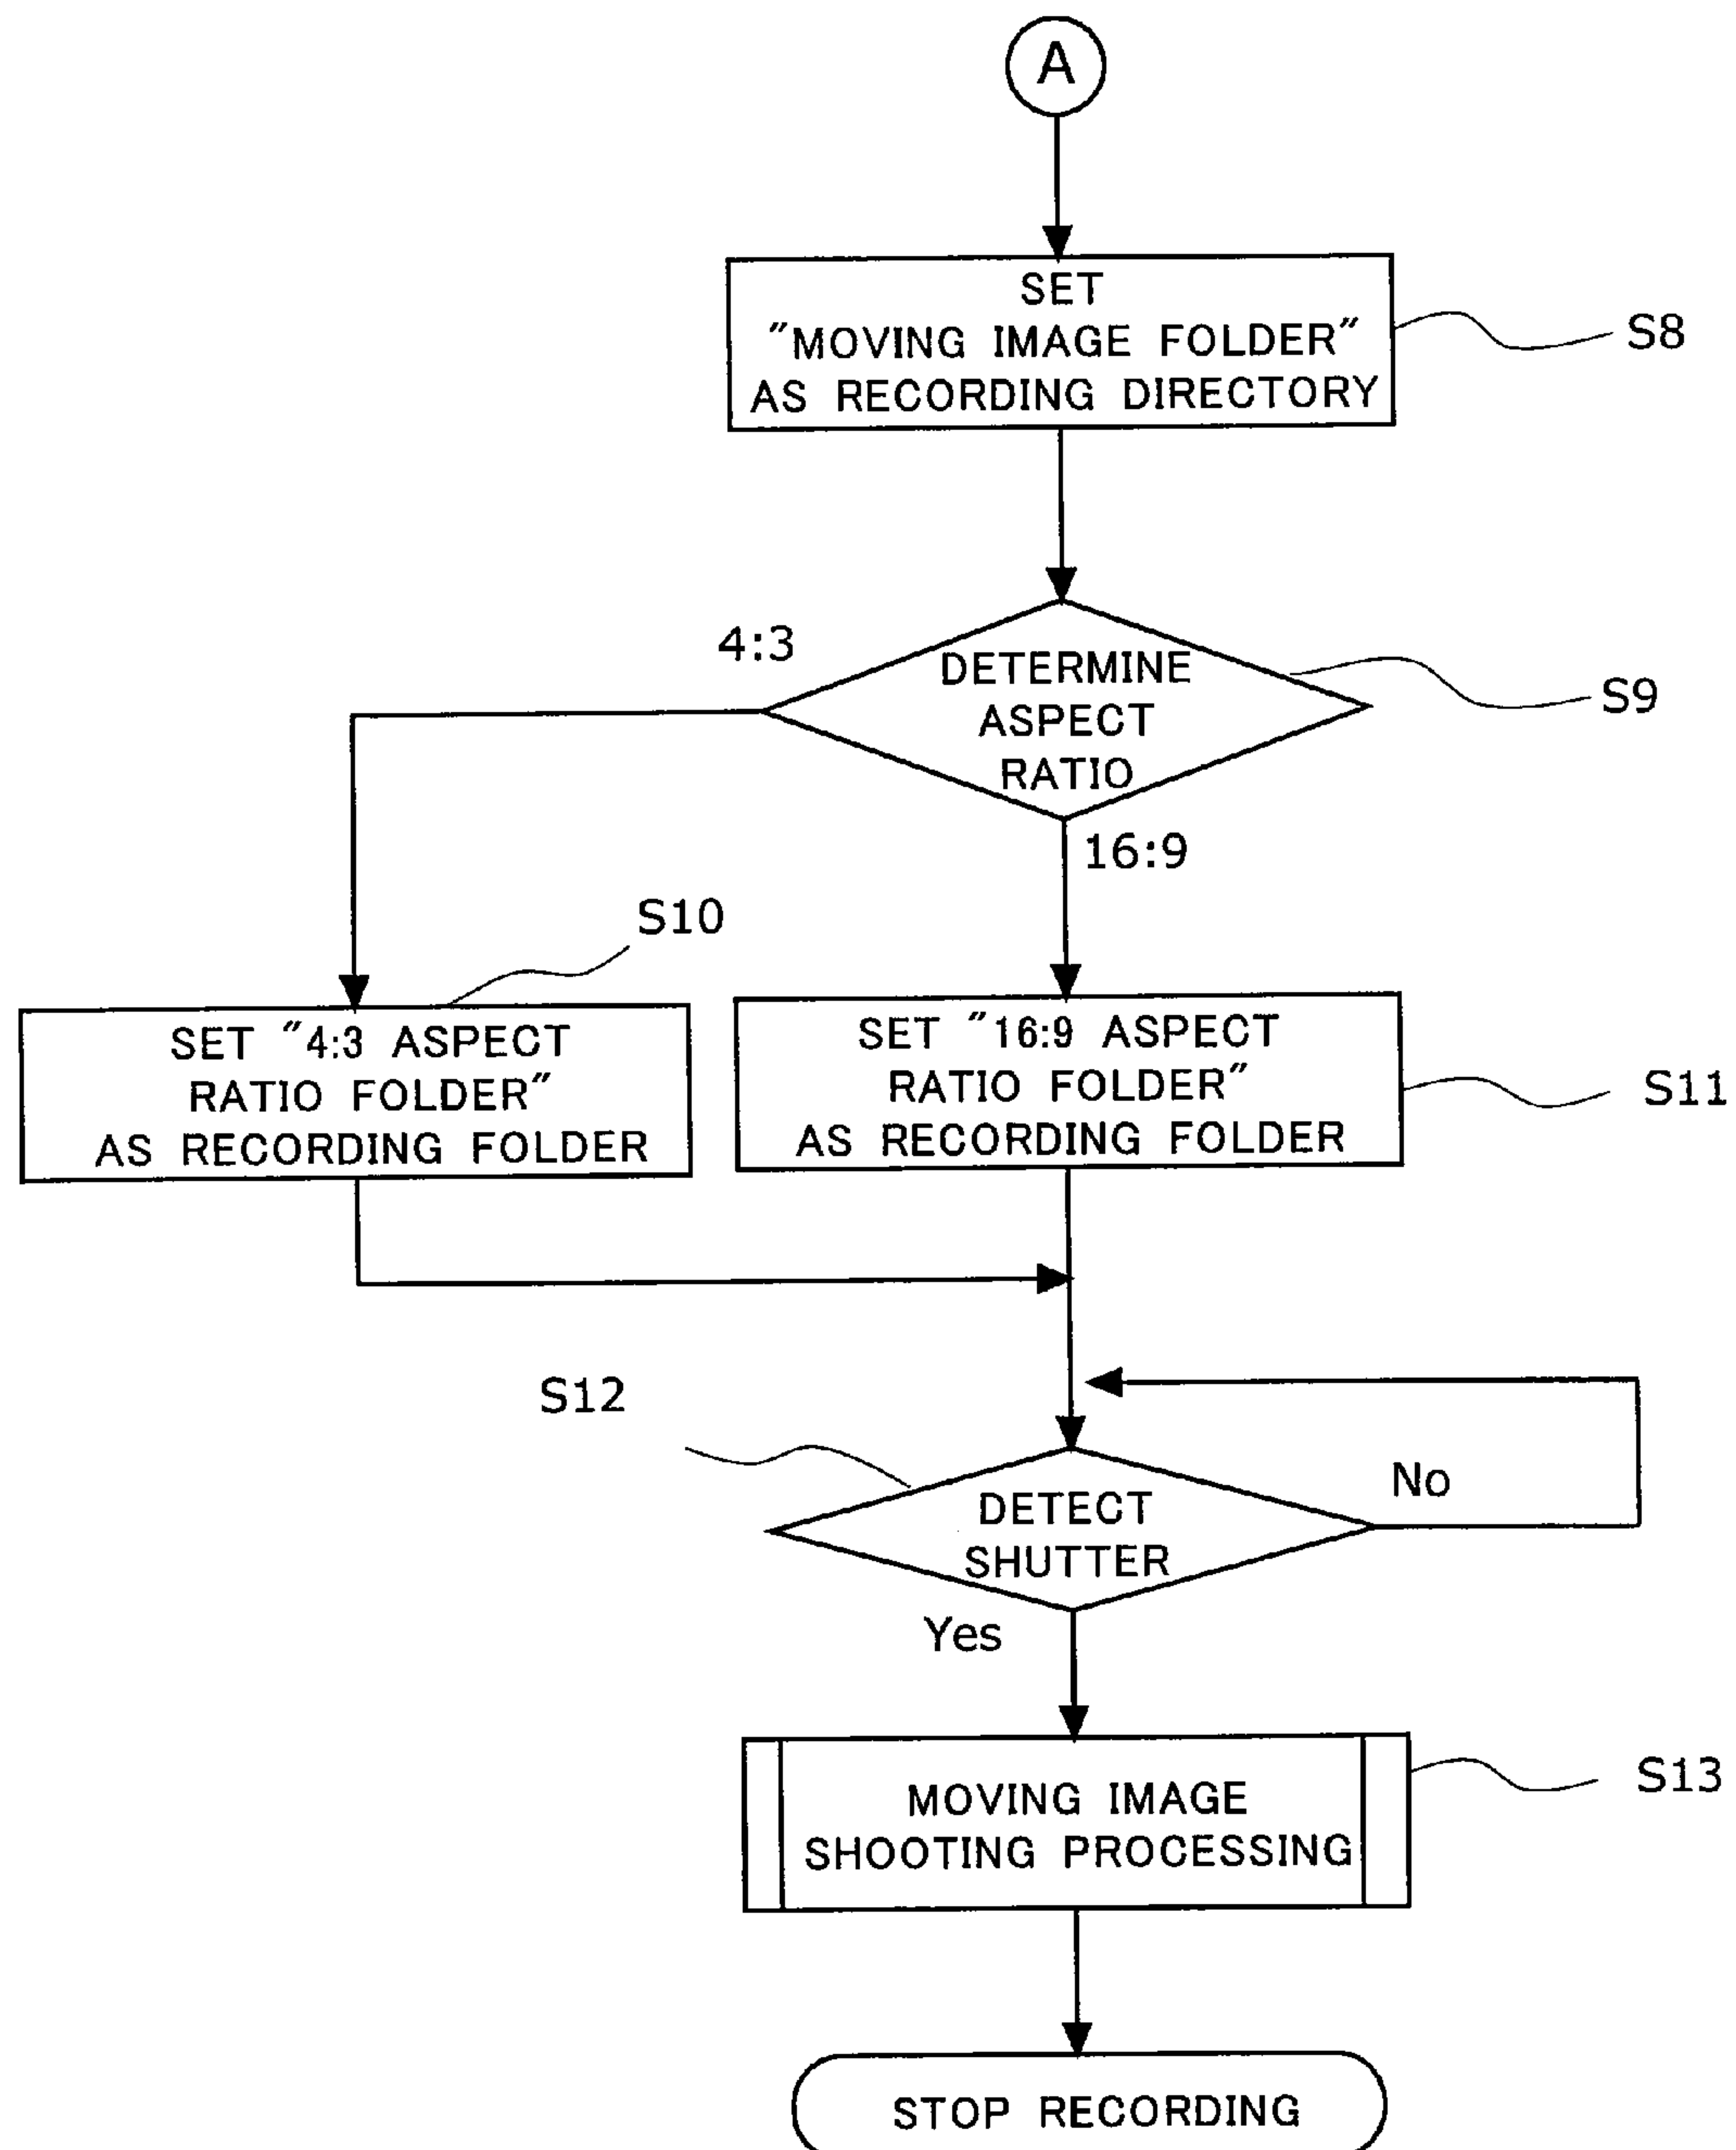 A
SET
"MOVING IMAGE FOLDER"
AS RECORDING DIRECTORY
S8
4:3
DETERMINE
ASPECT
RATIO
S9
16:9
S10
SET "4:3 ASPECT
RATIO FOLDER"
AS RECORDING FOLDER
SET "16:9 ASPECT
RATIO FOLDER"
AS RECORDING FOLDER
S11
S12
DETECT
SHUTTER
No
Yes
MOVING IMAGE
SHOOTING PROCESSING
S13
STOP RECORDING